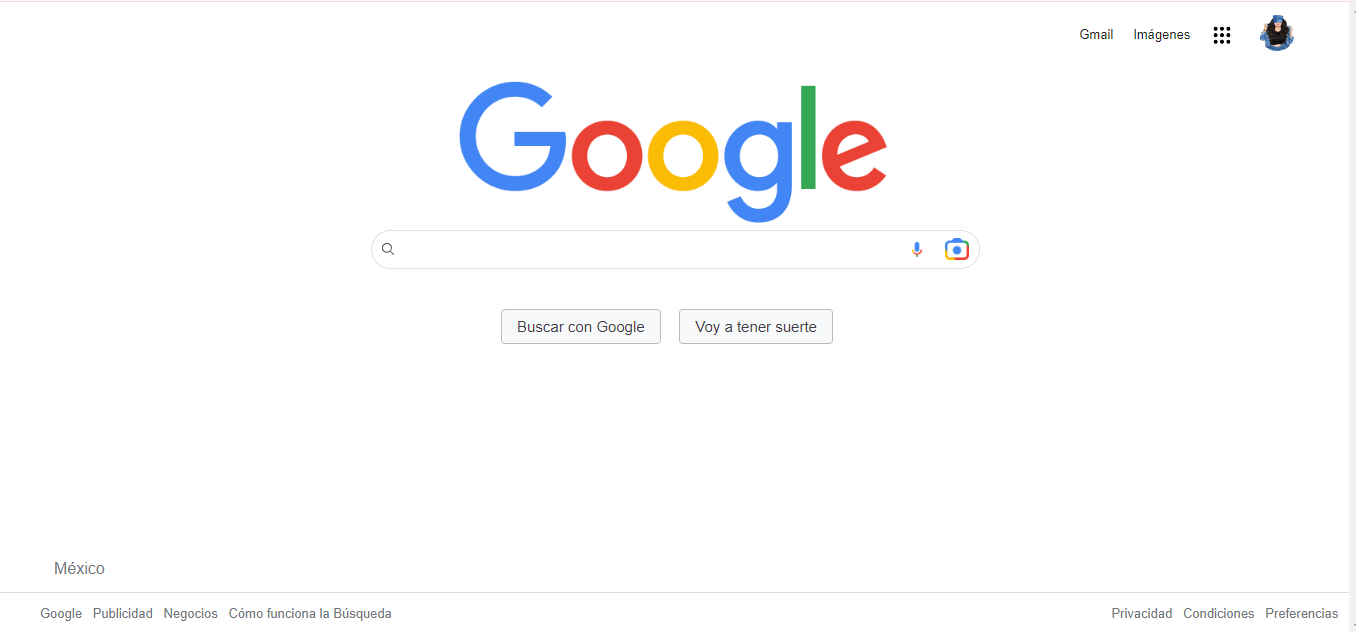 Gmail Imágenes
Google
Buscar con Google Voy a tener suerte
México
Google Publicidad Negocios Cómo funciona la Búsqueda Privacidad Condiciones Preferencias